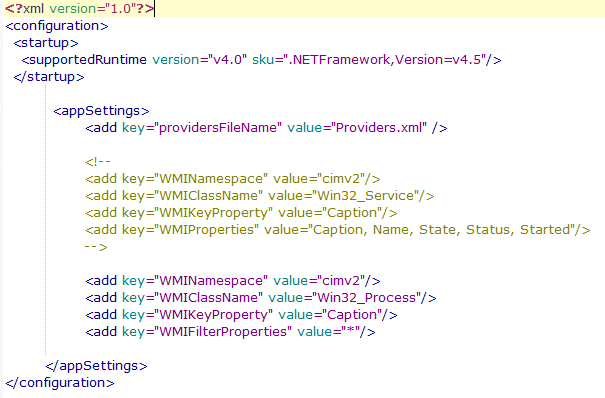 <?xml version="1.0"?>
<configuration>
<startup>
<supportedRuntime version="v4.0" sku=".NETFramework,Version=v4.5"/>
</startup>
<appSettings>
<add key="providersFileName" value="Providers.xml" />
<!--
<add key="WMINamespace" value="cimv2"/>
<add key="WMIClassName" value="Win32_Service"/>
<add key="WMIKeyProperty" value="Caption"/>
<add key="WMIProperties" value="Caption, Name, State, Status, Started"/>
-->
<add key="WMINamespace" value="cimv2"/>
<add key="WMIClassName" value="Win32_Process"/>
<add key="WMIKeyProperty" value="Caption"/>
<add key="WMIFilterProperties" value="*"/>
</appSettings>
</configuration>